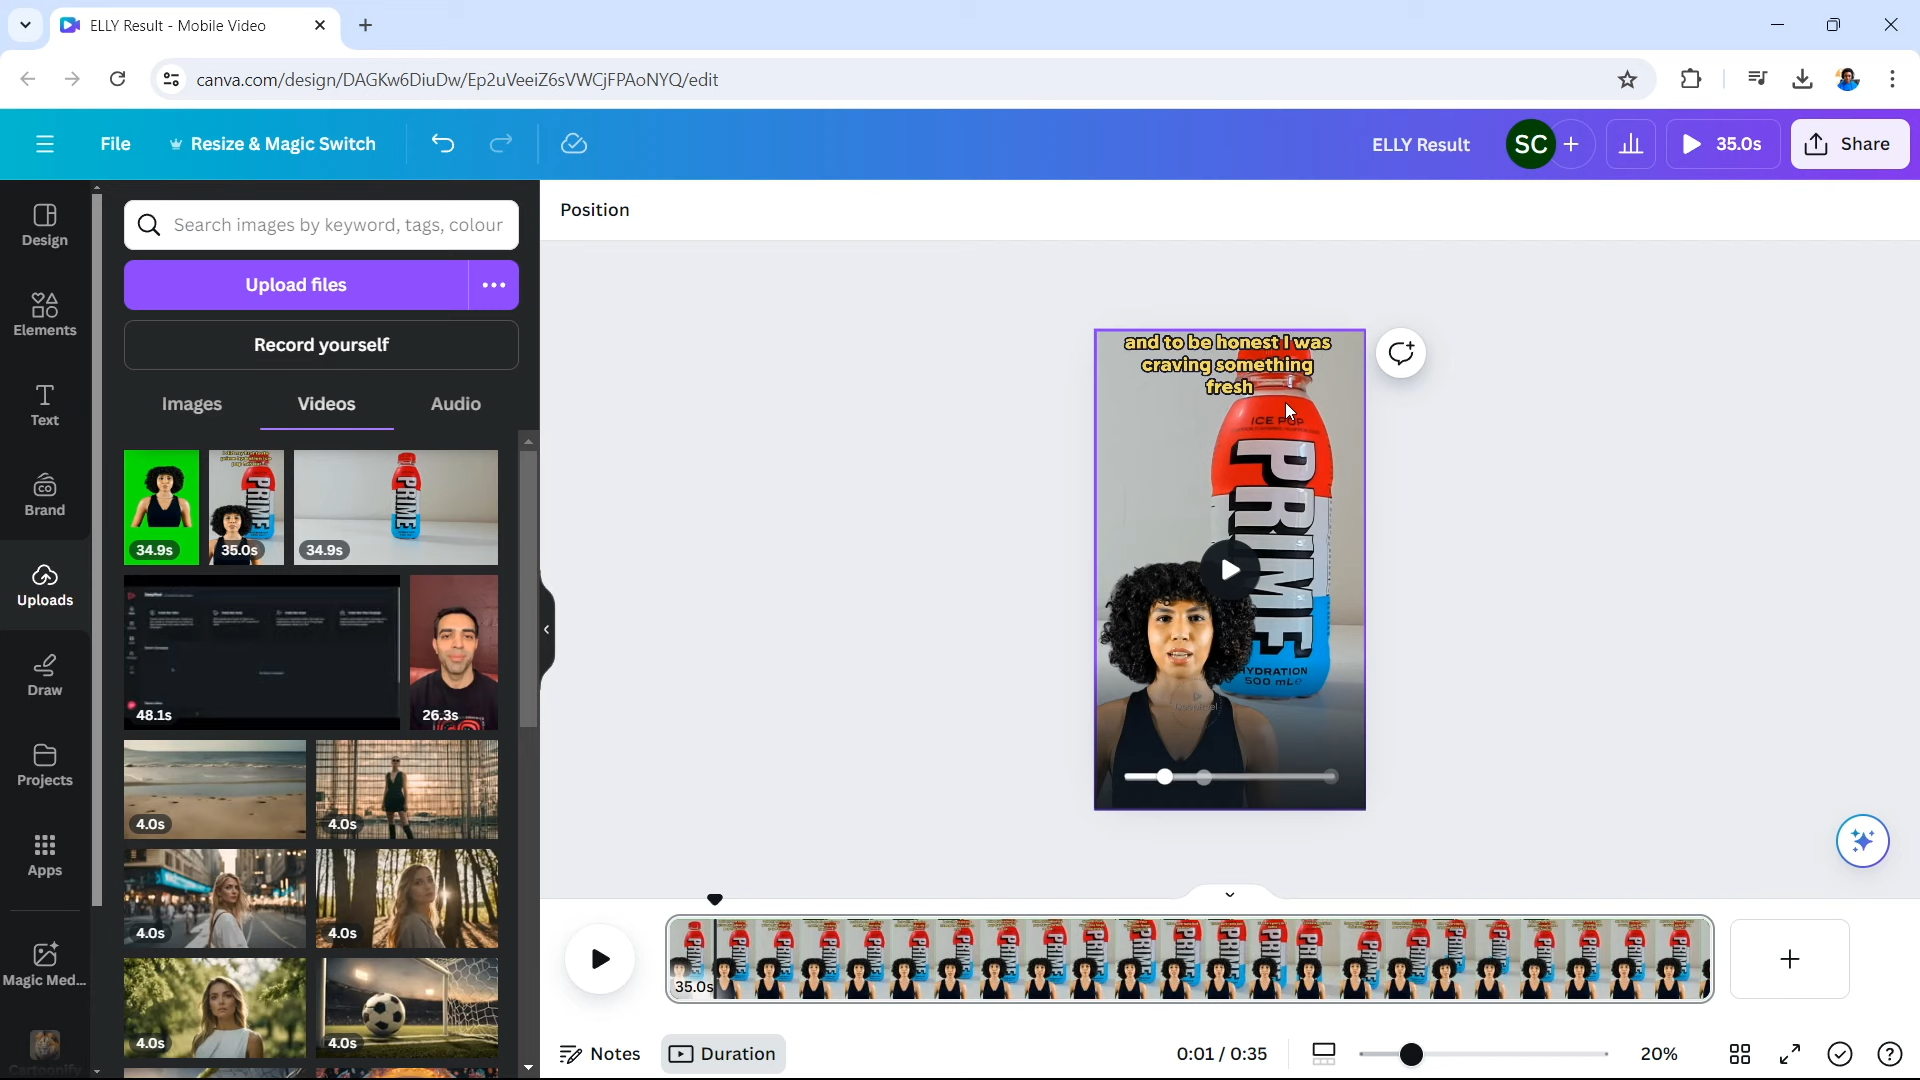 ELLY Result - Mobile Video
canva.com/design/DAGKw6DiuDw/Ep2uVeeiZ6sVWCjFPAoNYQ/edit
File
Resize & Magic Switch
ELLY Result
SC
35.0s
Share
Design
Elements
Text
Brand
Uploads
Draw
Projects
Apps
Magic Med...
Cartoonify
Search images by keyword, tags, colour
Upload files
Record yourself
Images
Videos
Audio
PRIME
34.9s
35.0s
34.9s
48.1s
26.3s
4.0s
4.0s
4.0s
4.0s
4.0s
4.0s
Position
and to be honest I was
craving something
fresh
ICE POP
PRIME
HYDRATION
500 mL
35.0s
Notes
Duration
0:01 / 0:35
20%